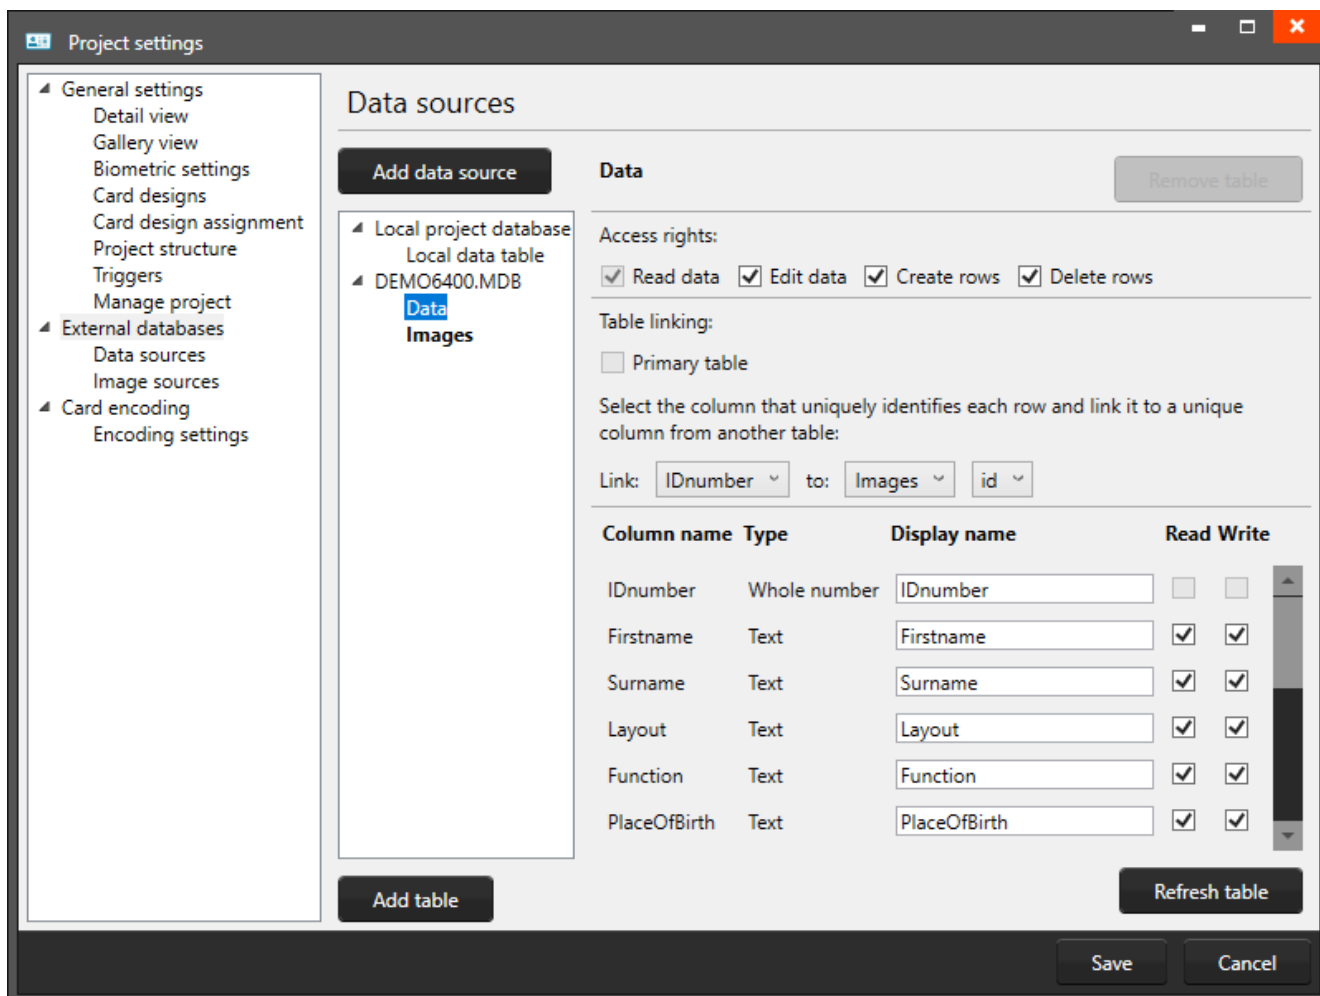 Project settings
General settings
Detail view
Gallery view
Biometric settings
Card designs
Card design assignment
Project structure
Triggers
Manage project
External databases
Data sources
Image sources
Card encoding
Encoding settings
Data sources
Add data source
Local project database
Local data table
DEMO6400.MDB
Data
Images
Add table
Data
Remove table
Access rights:
Read data Edit data Create rows Delete rows
Table linking:
Primary table
Select the column that uniquely identifies each row and link it to a unique
column from another table:
Link: IDnumber to: Images id
Column name Type Display name Read Write
IDnumber Whole number IDnumber
Firstname Text Firstname
Surname Text Surname
Layout Text Layout
Function Text Function
PlaceOfBirth Text PlaceOfBirth
Refresh table
Save Cancel